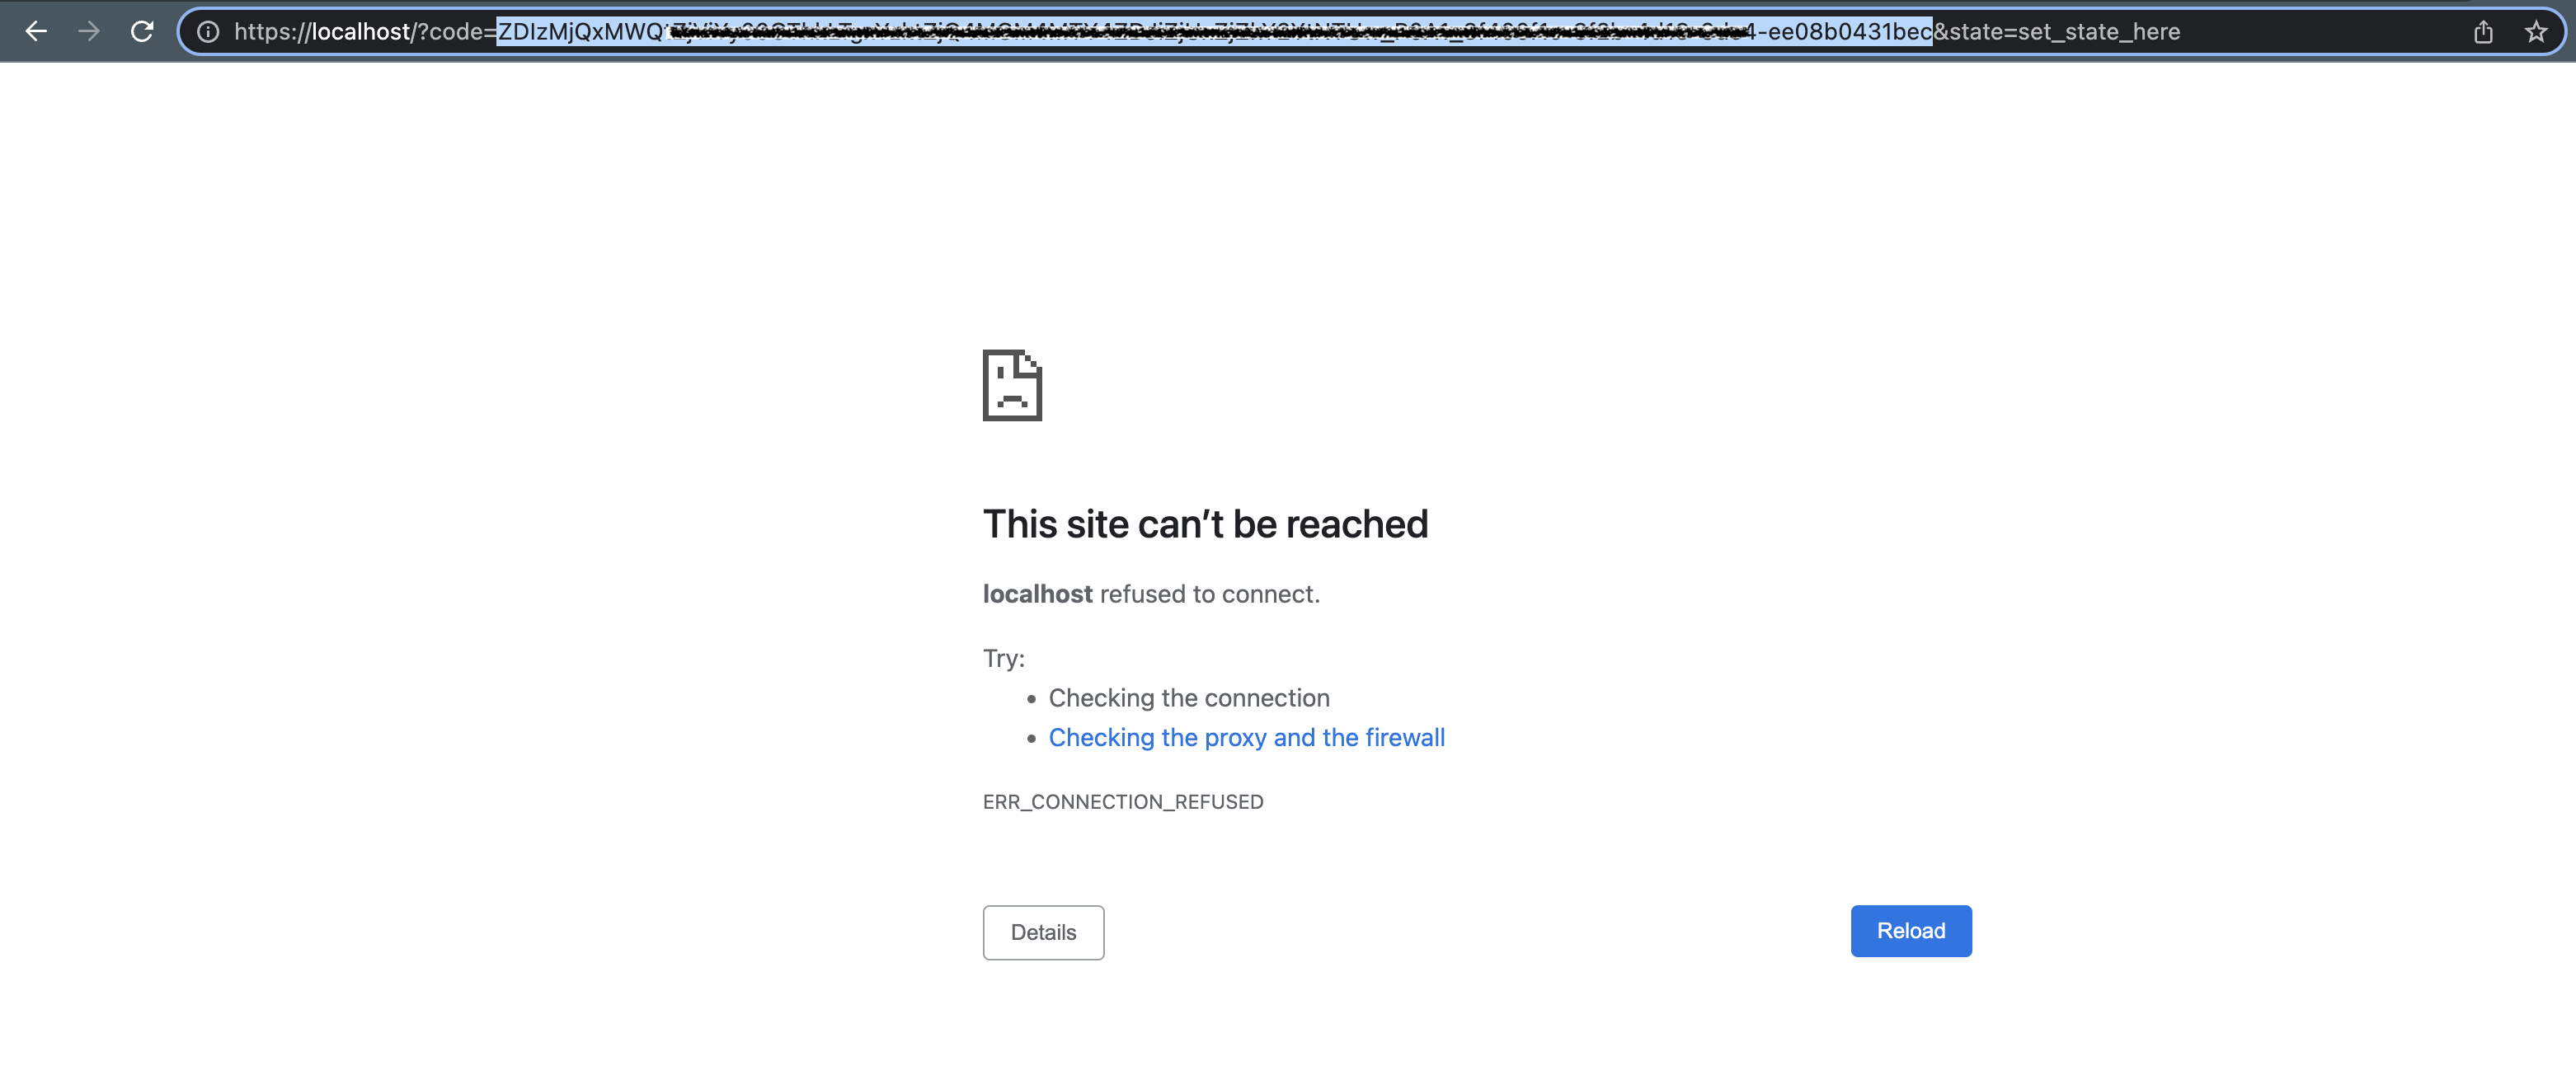 https://localhost/?code=ZDIzMjQxMWQ 4-ee08b0431bec&state=set_state_here
This site can’t be reached
localhost refused to connect.
Try:
• Checking the connection
• Checking the proxy and the firewall
ERR_CONNECTION_REFUSED
Details
Reload